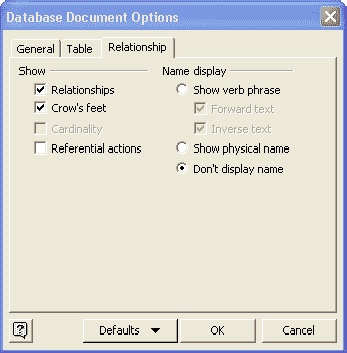 Database Document Options
General Table Relationship
Show
Relationships
Crow's feet
Cardinality
Referential actions
Name display
Show verb phrase
Forward text
Inverse text
Show physical name
Don't display name
Defaults OK Cancel